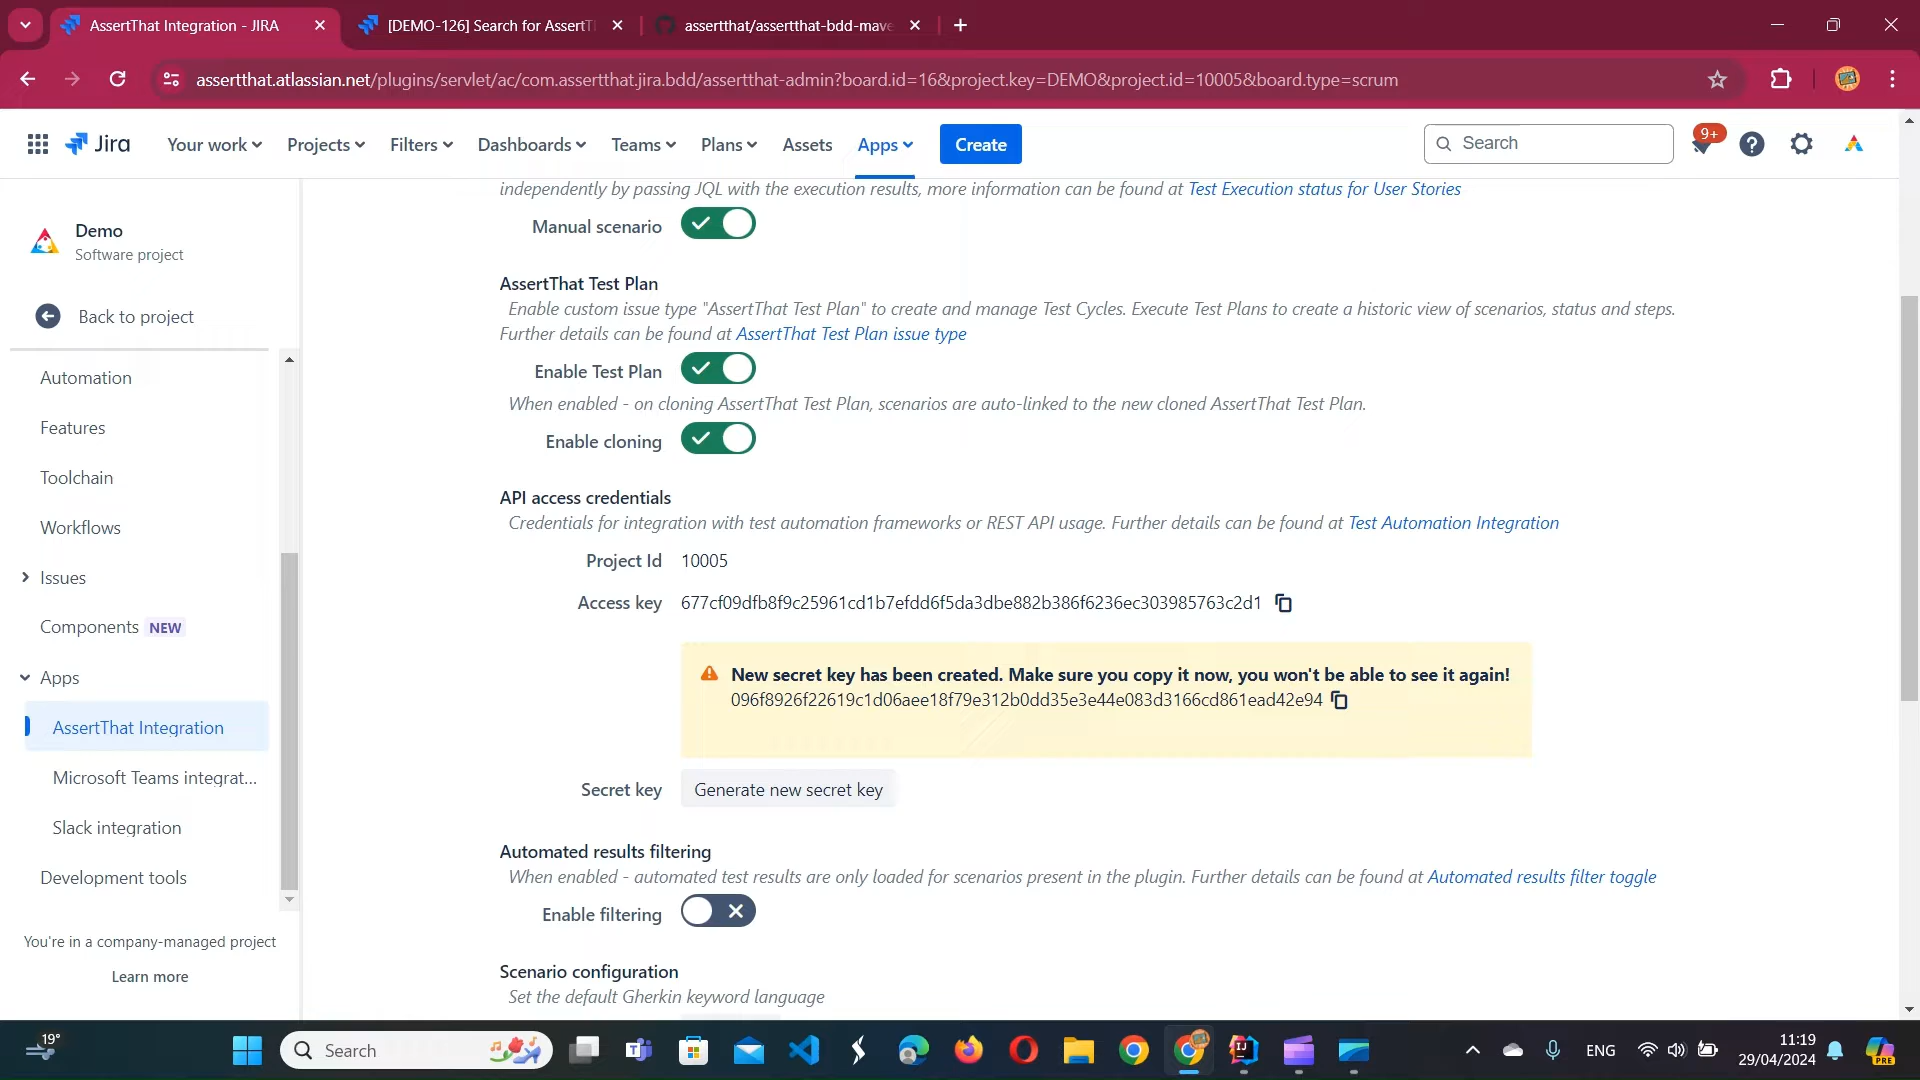 AssertThat Integration - JIRA
[DEMO-126] Search for AssertT
assertthat/assertthat-bdd-mave
assertthat.atlassian.net/plugins/servlet/ac/com.assertthat.jira.bdd/assertthat-admin?board.id=16&project.key=DEMO&project.id=10005&board.type=scrum
Jira
Your work
Projects
Filters
Dashboards
Teams
Plans
Assets
Apps
Create
Search
9+
Demo
Software project
Back to project
Automation
Features
Toolchain
Workflows
Issues
Components NEW
Apps
AssertThat Integration
Microsoft Teams integrat...
Slack integration
Development tools
You're in a company-managed project
Learn more
independently by passing JQL with the execution results, more information can be found at Test Execution status for User Stories
Manual scenario
AssertThat Test Plan
Enable custom issue type "AssertThat Test Plan" to create and manage Test Cycles. Execute Test Plans to create a historic view of scenarios, status and steps.
Further details can be found at AssertThat Test Plan issue type
Enable Test Plan
When enabled - on cloning AssertThat Test Plan, scenarios are auto-linked to the new cloned AssertThat Test Plan.
Enable cloning
API access credentials
Credentials for integration with test automation frameworks or REST API usage. Further details can be found at Test Automation Integration
Project Id 10005
Access key 677cf09dfb8f9c25961cd1b7efdd6f5da3dbe882b386f6236ec303985763c2d1
New secret key has been created. Make sure you copy it now, you won't be able to see it again!
096f8926f22619c1d06aee18f79e312b0dd35e3e44e083d3166cd861ead42e94
Secret key Generate new secret key
Automated results filtering
When enabled - automated test results are only loaded for scenarios present in the plugin. Further details can be found at Automated results filter toggle
Enable filtering
Scenario configuration
Set the default Gherkin keyword language
19°
Search
ENG
11:19
29/04/2024
PRE